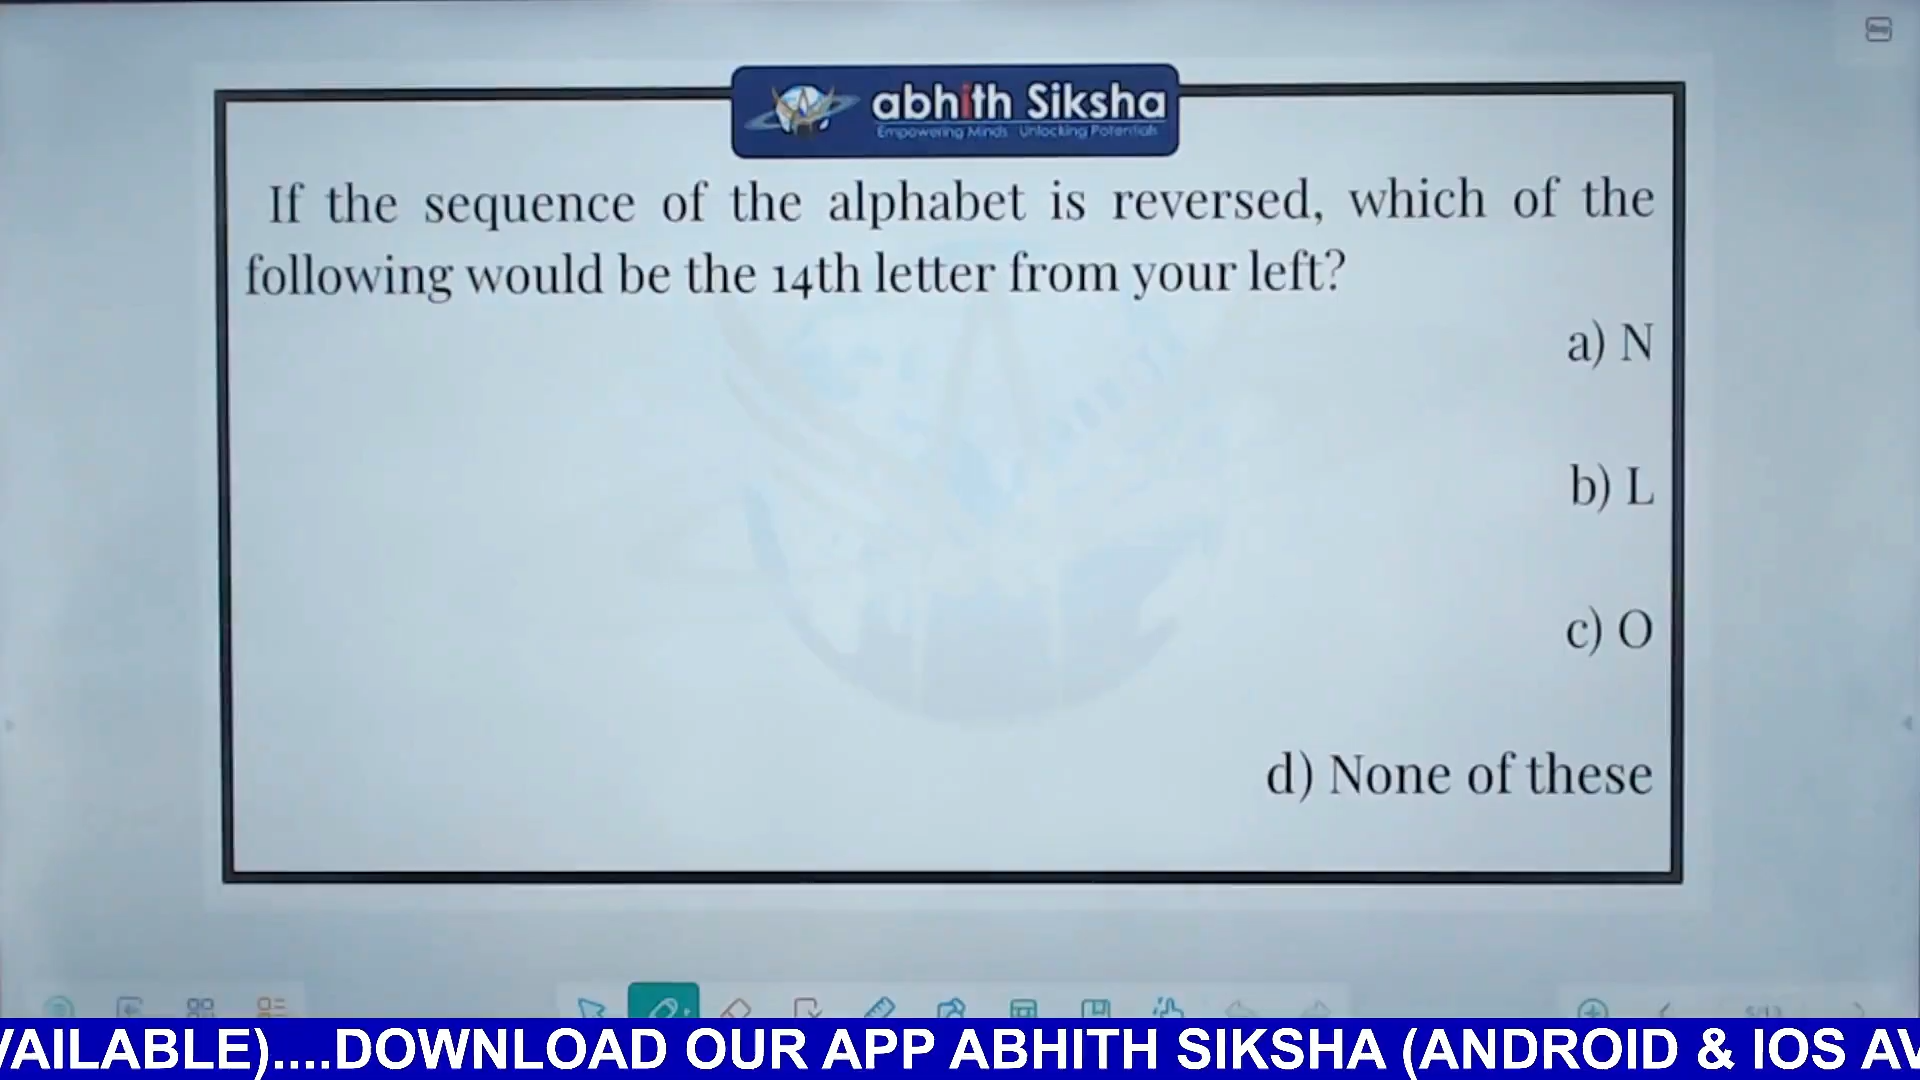 abhith Siksha
Empowering Minds Unlocking Potentials
If the sequence of the alphabet is reversed, which of the
following would be the 14th letter from your left?
a) N
b) L
c) O
d) None of these
5/13
VAILABLE)....DOWNLOAD OUR APP ABHITH SIKSHA (ANDROID & IOS AV